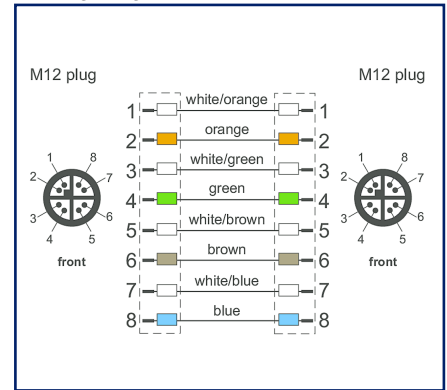 M12 plug
M12 plug
1 white/orange 1
2 orange 2
3 white/green 3
4 green 4
5 white/brown 5
6 brown 6
7 white/blue 7
8 blue 8
1 8
2 7
3 6
4 5
front
1 8
2 7
3 6
4 5
front